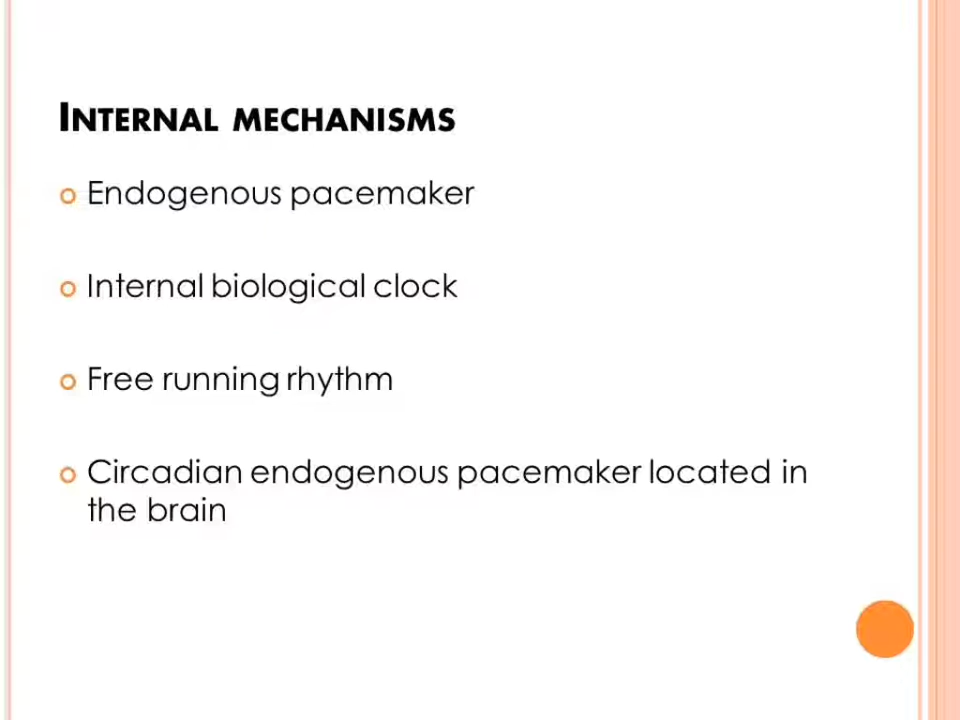 INTERNAL MECHANISMS
Endogenous pacemaker
Internal biological clock
Free running rhythm
Circadian endogenous pacemaker located in
the brain